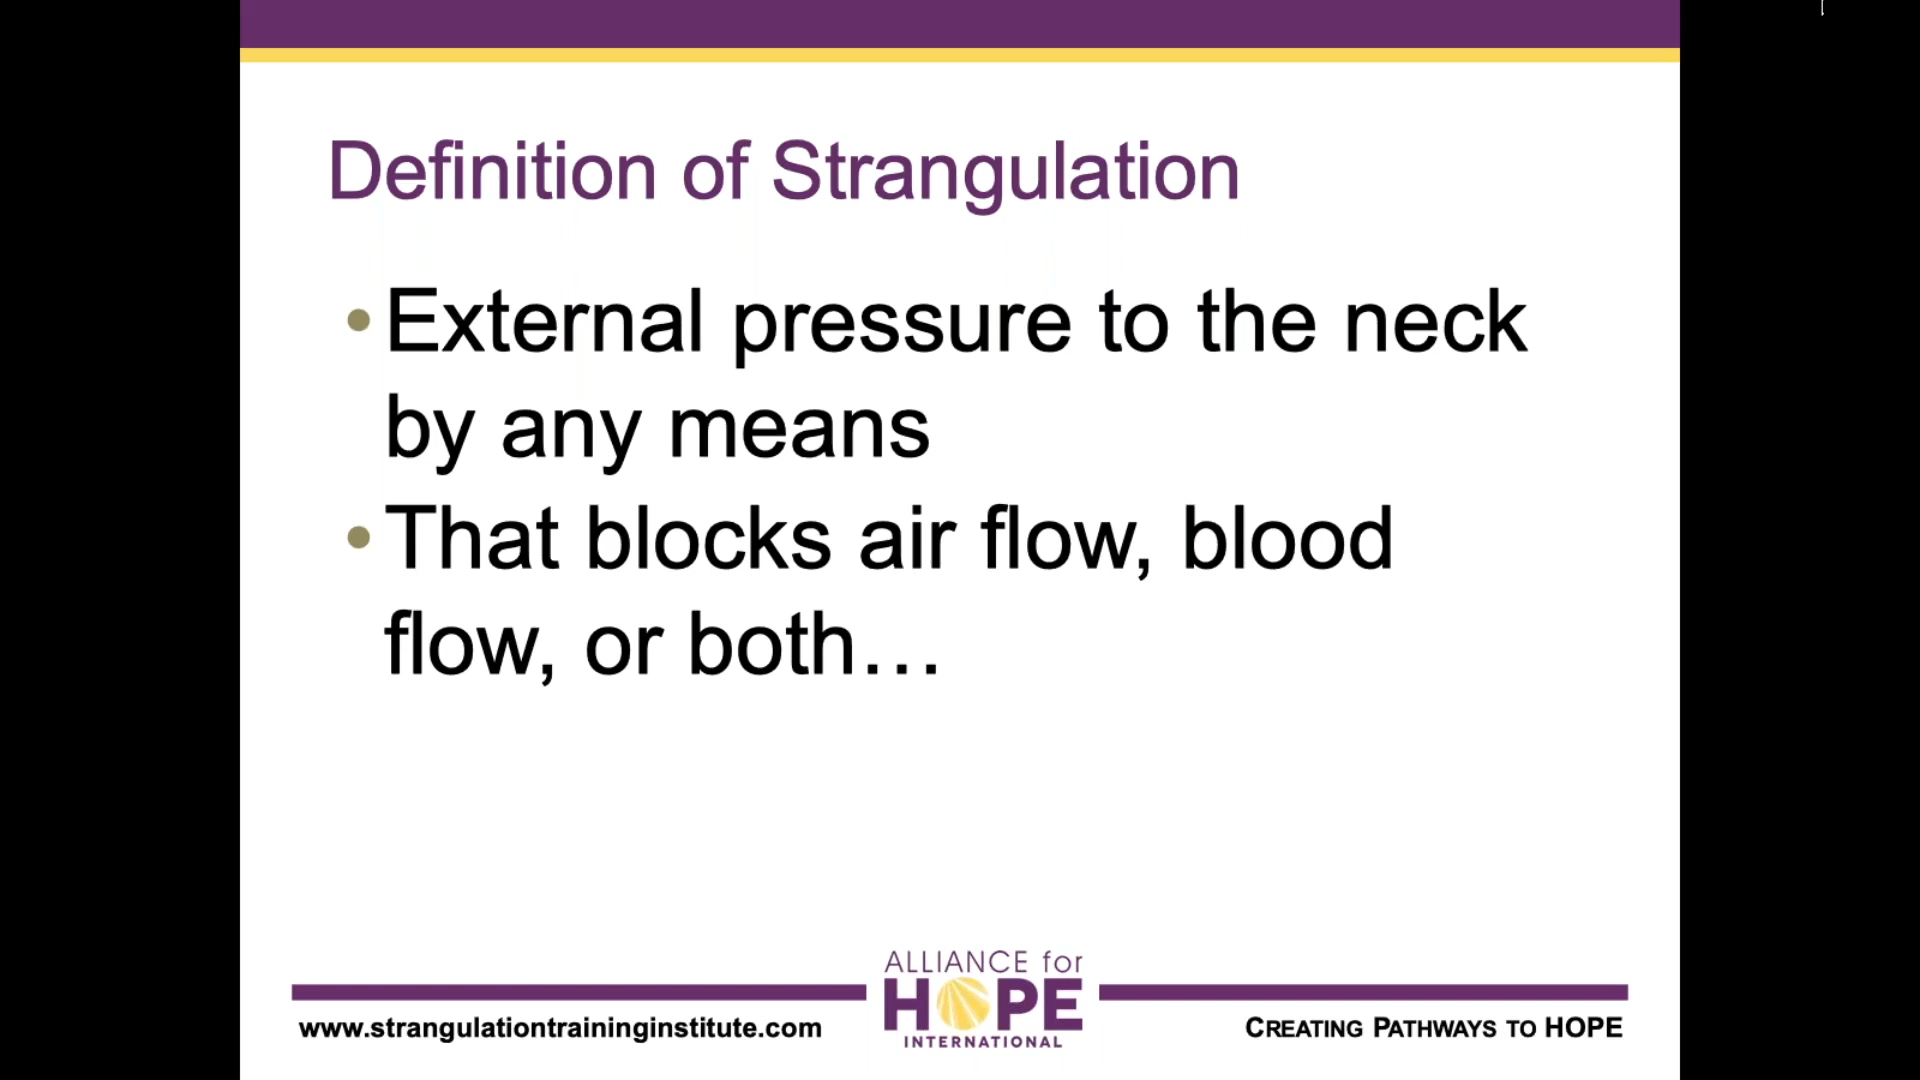 Definition of Strangulation
•External pressure to the neck
by any means
•That blocks air flow, blood
flow, or both…
ALLIANCE for
HOPE
INTERNATIONAL
www.strangulationtraininginstitute.com
CREATING PATHWAYS TO HOPE